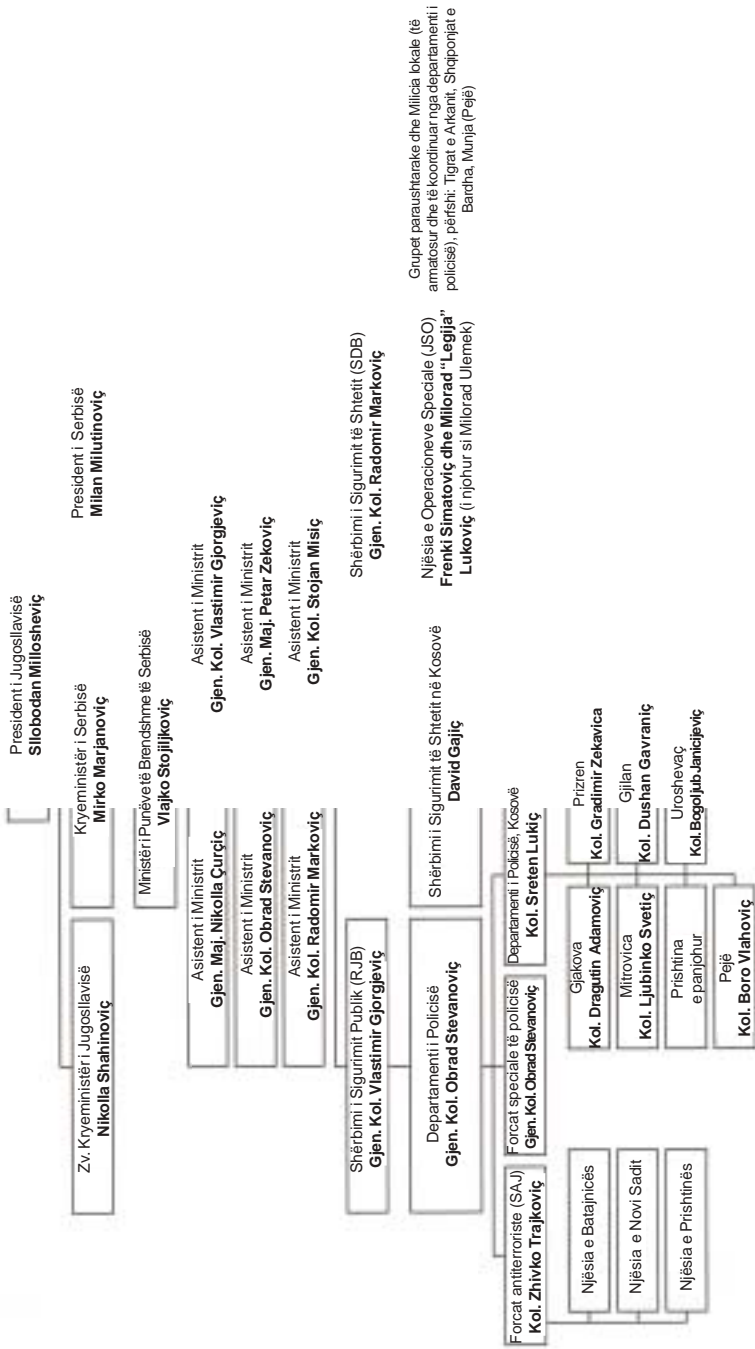 President i Jugosllavisë
Sllobodan Millosheviç
Zv. Kryeministër i Jugosllavisë
Nikolla Shahinoviç
Kryeministër i Serbisë
Mirko Marjanoviç
President i Serbisë
Milan Milutinoviç
Ministër i Punëve të Brendshme të Serbisë
Vlajko Stojiljkoviç
Asistent i Ministrit
Gjen. Maj. Nikolla Çurçiç
Asistent i Ministrit
Gjen. Kol. Vlastimir Gjorgjeviç
Asistent i Ministrit
Gjen. Kol. Obrad Stevanoviç
Asistent i Ministrit
Gjen. Maj. Petar Zekoviç
Asistent i Ministrit
Gjen. Kol. Radomir Markoviç
Asistent i Ministrit
Gjen. Kol. Stojan Misiç
Shërbimi i Sigurimit Publik (RJB)
Gjen. Kol. Vlastimir Gjorgjeviç
Shërbimi i Sigurimit të Shtetit (SDB)
Gjen. Kol. Radomir Markoviç
Departamenti i Policisë
Gjen. Kol. Obrad Stevanoviç
Shërbimi i Sigurimit të Shtetit në Kosovë
David Gajiç
Njësia e Operacioneve Speciale (JSO)
Frenki Simatoviç dhe Milorad “Legija”
Lukoviç (i njohur si Milorad Ulemek)
Grupet paraushtarake dhe Milicia lokale (të
armatosur dhe të koordinuar nga departamenti i
policisë), përfshi: Tigrat e Arkanit, Shqiponjat e
Bardha, Munja (Pejë)
Forcat antiterroriste (SAJ)
Kol. Zhivko Trajkoviç
Forcat speciale të policisë
Gjen. Kol. Obrad Stevanoviç
Departamenti i Policisë, Kosovë
Kol. Sreten Lukiç
Njësia e Batajnicës
Njësia e Novi Sadit
Njësia e Prishtinës
Gjakova
Kol. Dragutin Adamoviç
Prizren
Kol. Gradimir Zekavica
Mitrovica
Kol. Ljubinko Svetiç
Gjilan
Kol. Dushan Gavraniç
Prishtina
e panjohur
Uroshevaç
Kol. Bogoljub Janicijeviç
Pejë
Kol. Boro Vlahoviç